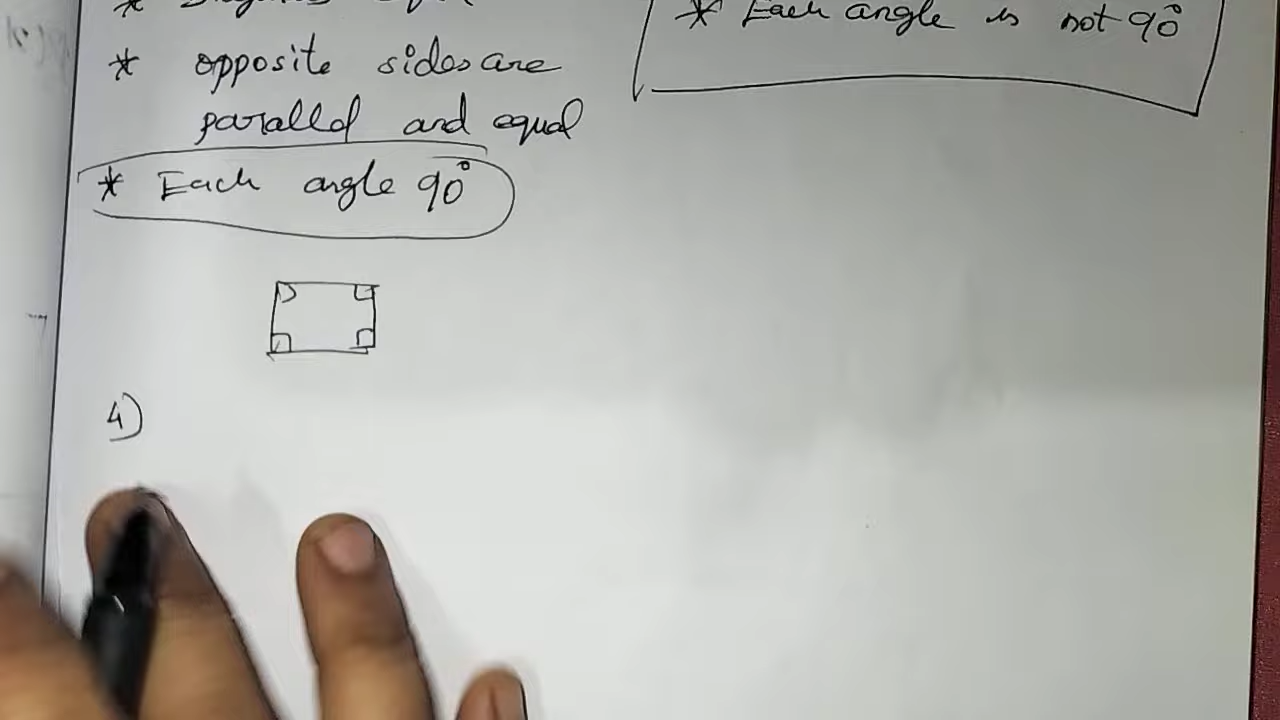 *
* opposite sides are
parallel and equal
* Each angle 90°
4)
* Each angle is not 90°